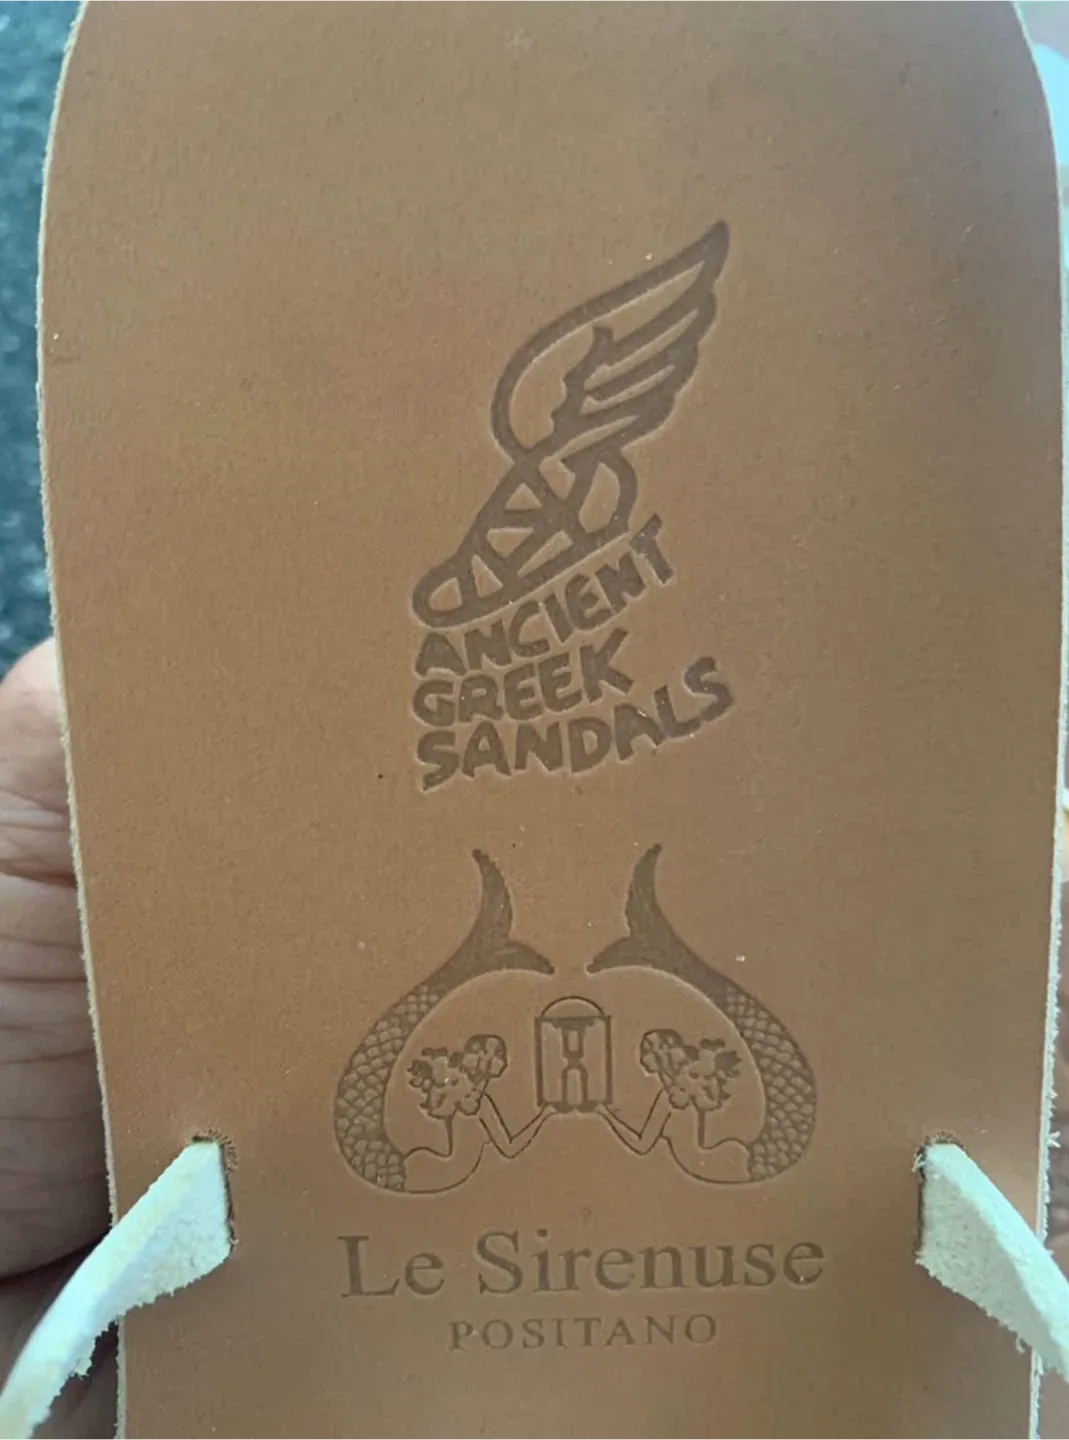 ANCIENT
GREEK
SANDALS
Le Sirenuse
POSITANO